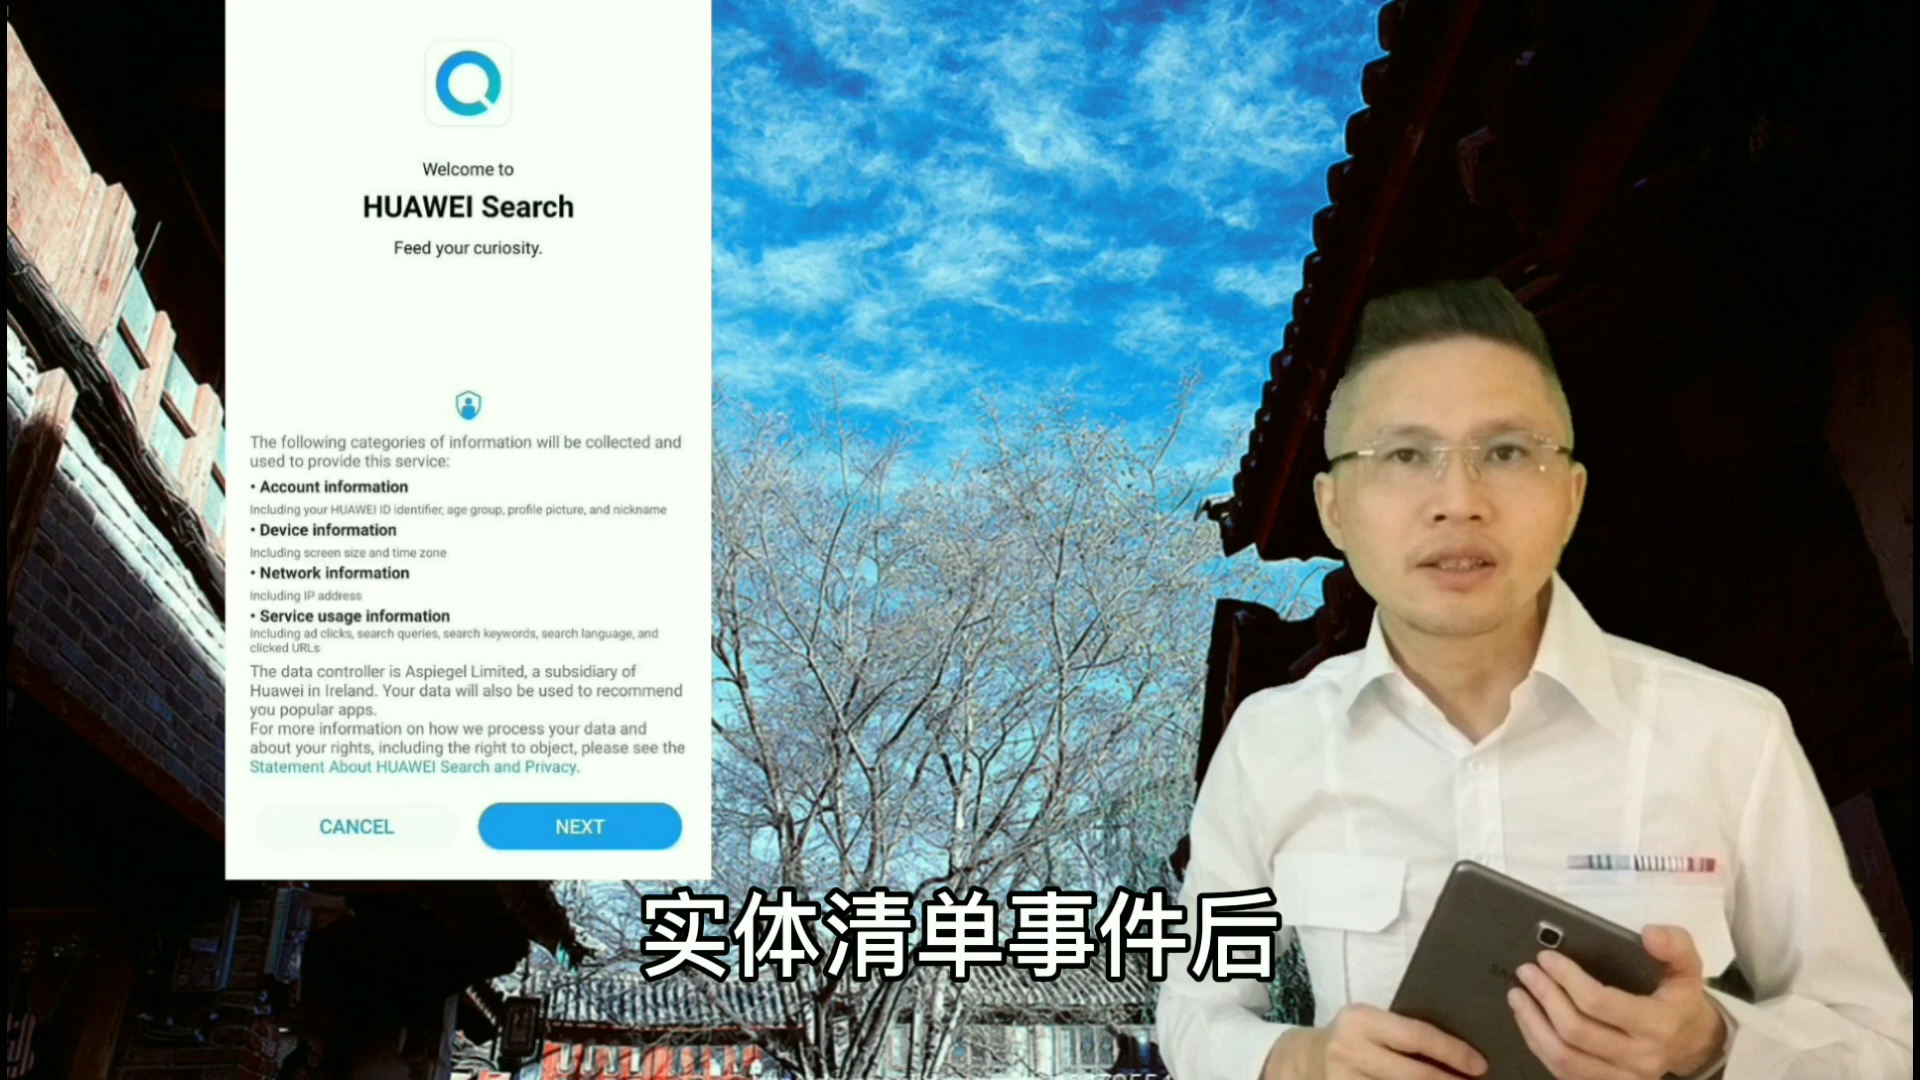 Welcome to
HUAWEI Search
Feed your curiosity.
The following categories of information will be collected and
used to provide this service:
• Account information
Including your HUAWEI ID identifier, age group, profile picture, and nickname
• Device information
Including screen size and time zone
• Network information
Including IP address
• Service usage information
Including ad clicks, search queries, search keywords, search language, and
clicked URLs
The data controller is Aspiegel Limited, a subsidiary of
Huawei in Ireland. Your data will also be used to recommend
you popular apps.
For more information on how we process your data and
about your rights, including the right to object, please see the
Statement About HUAWEI Search and Privacy.
CANCEL
NEXT
实体清单事件后